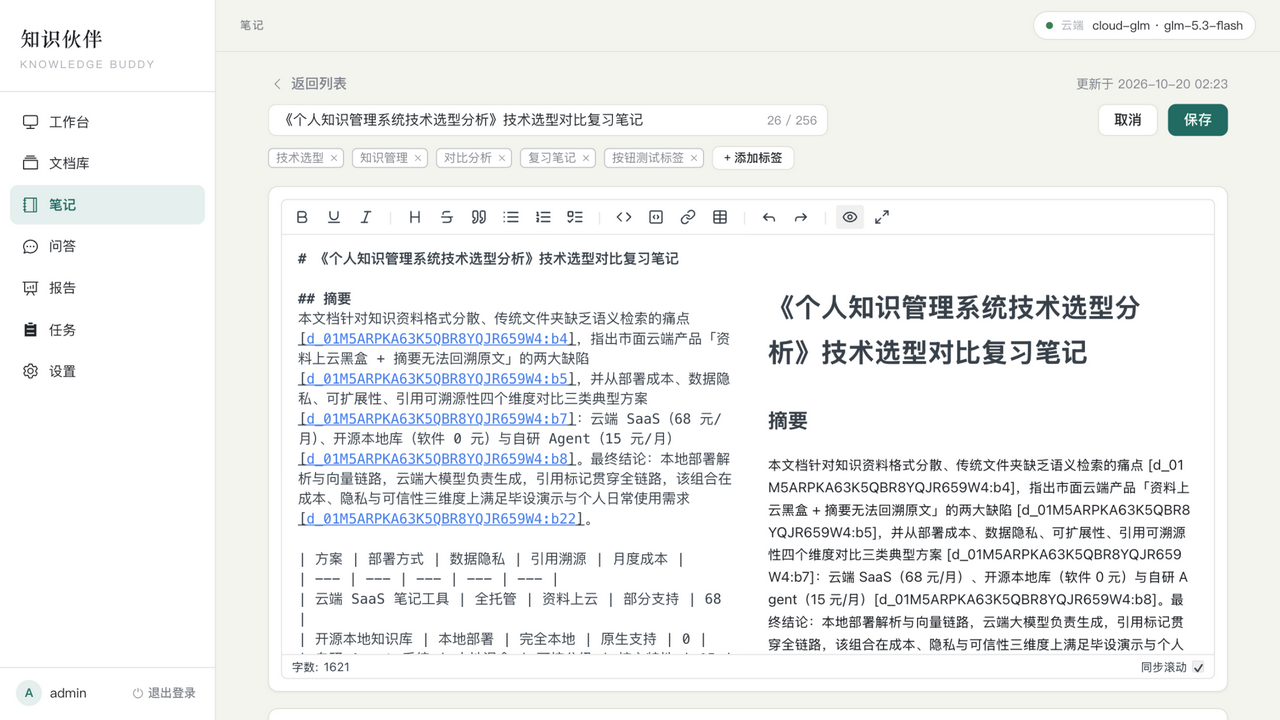 知识伙伴
KNOWLEDGE BUDDY
工作台
文档库
笔记
问答
报告
任务
设置
A admin 退出登录
笔记
云端 cloud-glm · glm-5.3-flash
返回列表
更新于 2026-10-20 02:23
《个人知识管理系统技术选型分析》技术选型对比复习笔记 26 / 256
取消 保存
技术选型 × 知识管理 × 对比分析 × 复习笔记 × 按钮测试标签 × + 添加标签
# 《个人知识管理系统技术选型分析》技术选型对比复习笔记
## 摘要
本文档针对知识资料格式分散、传统文件夹缺乏语义检索的痛点
[d_01M5ARPKA63K5QBR8YQJR659W4:b4], 指出市面云端产品「资
料上云黑盒 + 摘要无法回溯原文」的两大缺陷
[d_01M5ARPKA63K5QBR8YQJR659W4:b5], 并从部署成本、数据隐
私、可扩展性、引用可溯源性四个维度对比三类典型方案
[d_01M5ARPKA63K5QBR8YQJR659W4:b7]: 云端 SaaS (68 元/
月)、开源本地库 (软件 0 元) 与自研 Agent (15 元/月)
[d_01M5ARPKA63K5QBR8YQJR659W4:b8]。最终结论: 本地部署解
析与向量链路, 云端大模型负责生成, 引用标记贯穿全链路, 该组合在
成本、隐私与可信性三维度上满足毕设演示与个人日常使用需求
[d_01M5ARPKA63K5QBR8YQJR659W4:b22]。
| 方案 | 部署方式 | 数据隐私 | 引用溯源 | 月度成本 |
| --- | --- | --- | --- | --- |
| 云端 SaaS 笔记工具 | 全托管 | 资料上云 | 部分支持 | 68
|
| 开源本地知识库 | 本地部署 | 完全本地 | 原生支持 | 0 |
《个人知识管理系统技术选型分
析》技术选型对比复习笔记
摘要
本文档针对知识资料格式分散、传统文件夹缺乏语义检索的痛点 [d_01
M5ARPKA63K5QBR8YQJR659W4:b4], 指出市面云端产品「资料上
云黑盒 + 摘要无法回溯原文」的两大缺陷 [d_01M5ARPKA63K5QBR8
YQJR659W4:b5], 并从部署成本、数据隐私、可扩展性、引用可溯源
性四个维度对比三类典型方案 [d_01M5ARPKA63K5QBR8YQJR659
W4:b7]: 云端 SaaS (68 元/月) 、开源本地库 (软件 0 元) 与自研 A
gent (15 元/月) [d_01M5ARPKA63K5QBR8YQJR659W4:b8]。最
终结论: 本地部署解析与向量链路, 云端大模型负责生成, 引用标记贯
穿全链路, 该组合在成本、隐私与可信性三维度上满足毕设演示与个人
字数: 1621
同步滚动